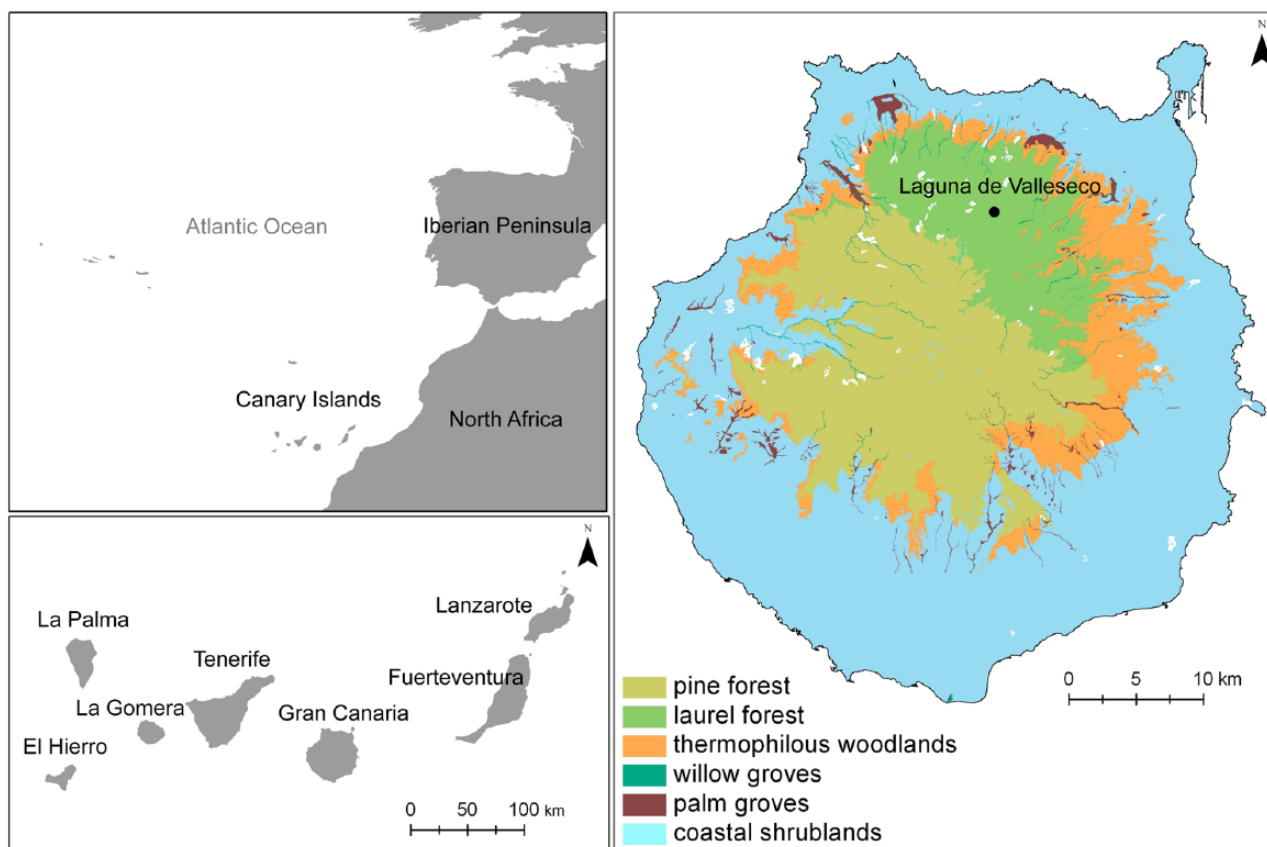 Atlantic Ocean
Iberian Peninsula
Canary Islands
North Africa
N
Lanzarote
La Palma
Tenerife
Fuerteventura
La Gomera
Gran Canaria
El Hierro
0 50 100 km
N
Laguna de Valleseco
0 5 10 km
pine forest
laurel forest
thermophilous woodlands
willow groves
palm groves
coastal shrublands